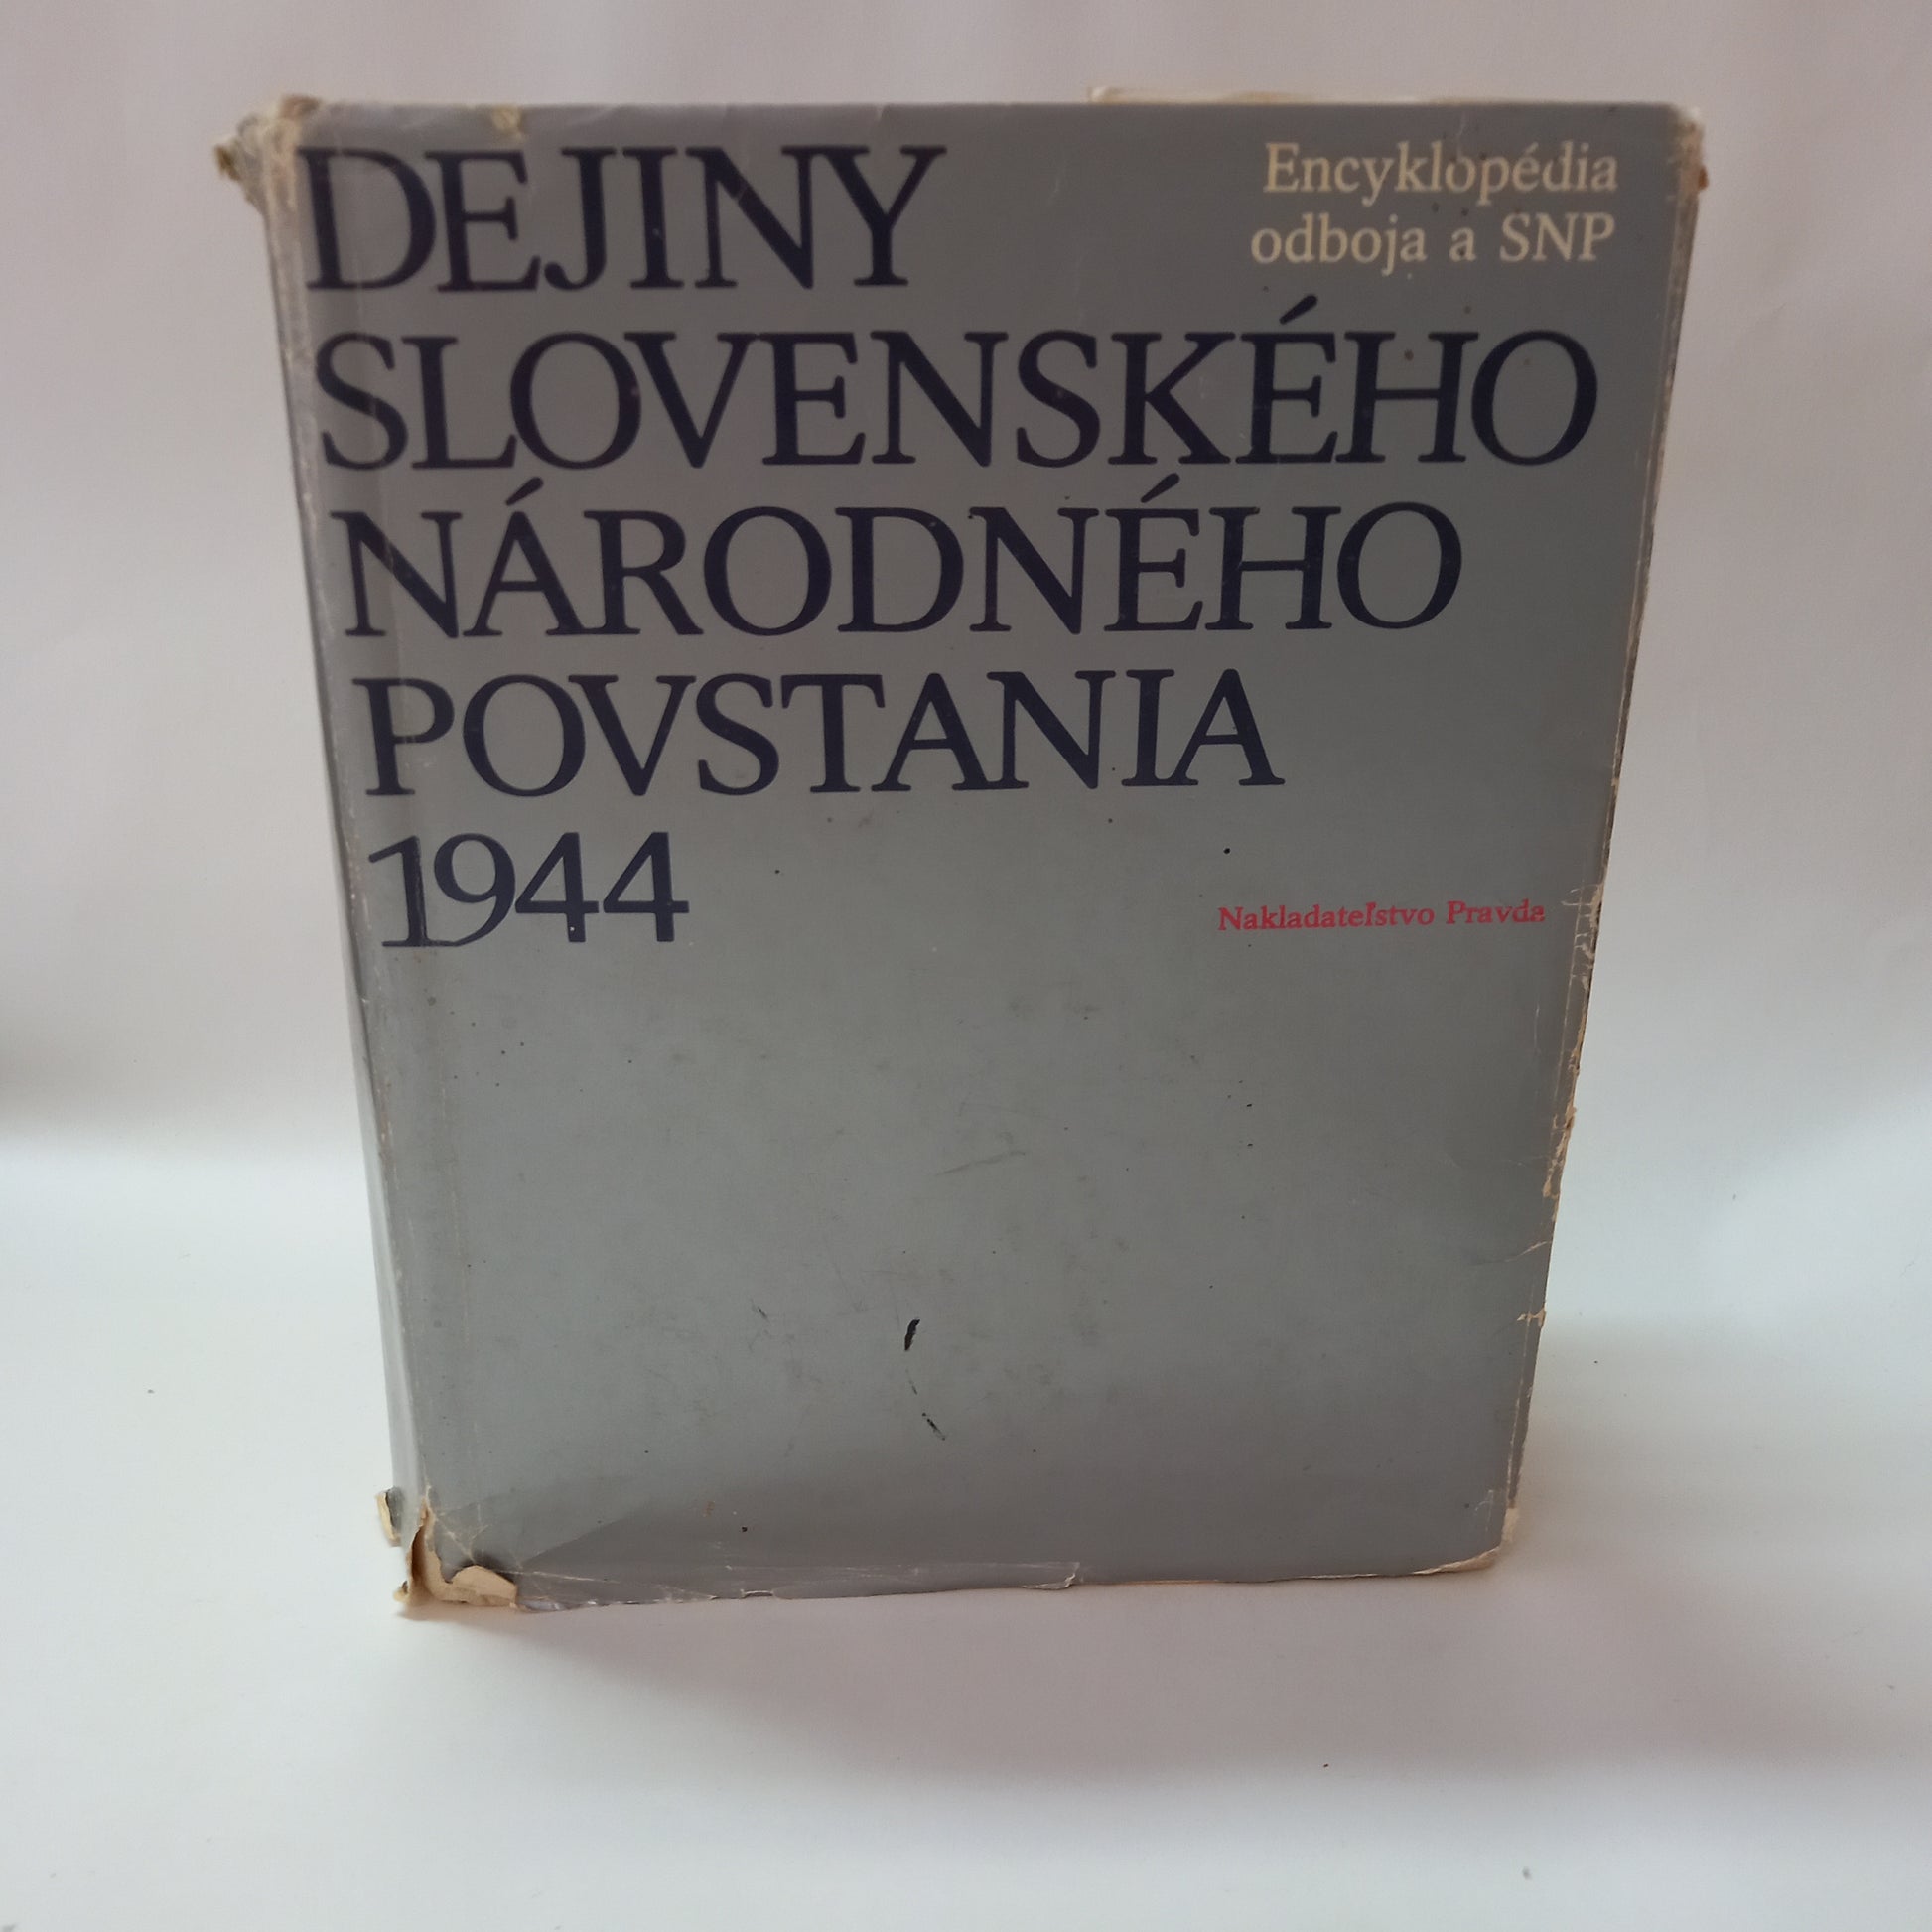 DEJINY
Encyklopédia
odboja a SNP
SLOVENSKÉHO
NÁRODNÉHO
POVSTANIA
1944
Nakladateľstvo Pravda